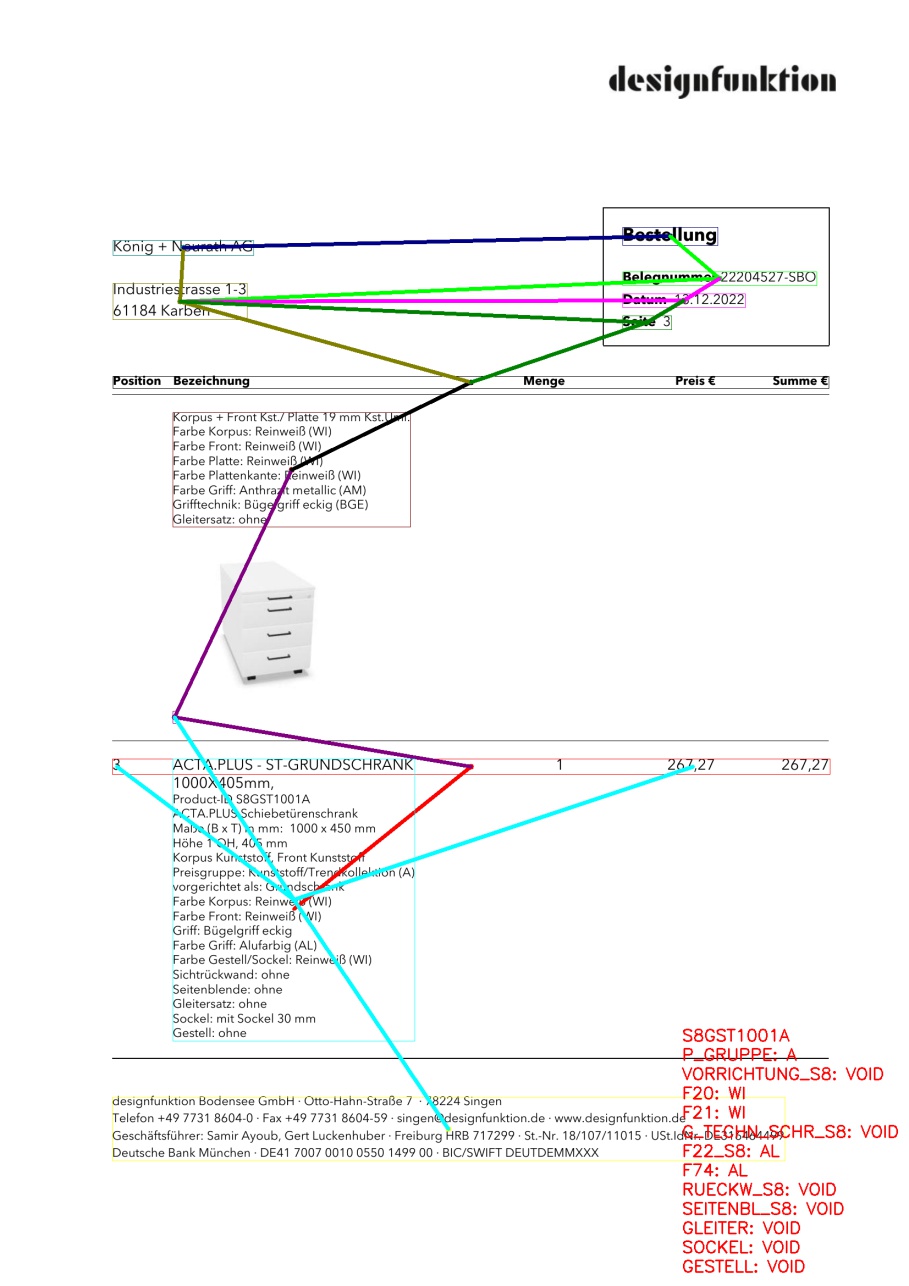 designfunktion
König + Neurath AG
Industriestrasse 1-3
61184 Karben
Bestellung
Belegnummer 22204527-SBO
Datum 13.12.2022
Seite 3
Position Bezeichnung Menge Preis € Summe €
Korpus + Front Kst./ Platte 19 mm Kst.Uml.
Farbe Korpus: Reinweiß (WI)
Farbe Front: Reinweiß (WI)
Farbe Platte: Reinweiß (WI)
Farbe Plattenkante: Reinweiß (WI)
Farbe Griff: Anthrazit metallic (AM)
Grifftechnik: Bügelgriff eckig (BGE)
Gleitersatz: ohne
3 ACTA.PLUS - ST-GRUNDSCHRANK 1 267,27 267,27
1000X405mm,
Product-ID S8GST1001A
ACTA.PLUS Schiebetürenschrank
Maße (B x T) in mm: 1000 x 450 mm
Höhe 1 OH, 405 mm
Korpus Kunststoff, Front Kunststoff
Preisgruppe: Kunststoff/Trendkollektion (A)
vorgerichtet als: Grundschrank
Farbe Korpus: Reinweiß (WI)
Farbe Front: Reinweiß (WI)
Griff: Bügelgriff eckig
Farbe Griff: Alufarbig (AL)
Farbe Gestell/Sockel: Reinweiß (WI)
Sichtrückwand: ohne
Seitenblende: ohne
Gleitersatz: ohne
Sockel: mit Sockel 30 mm
Gestell: ohne
designfunktion Bodensee GmbH · Otto-Hahn-Straße 7 · 78224 Singen
Telefon +49 7731 8604-0 · Fax +49 7731 8604-59 · singen@designfunktion.de · www.designfunktion.de
Geschäftsführer: Samir Ayoub, Gert Luckenhuber · Freiburg HRB 717299 · St.-Nr. 18/107/11015 · USt.IdNr.
Deutsche Bank München · DE41 7007 0010 0550 1499 00 · BIC/SWIFT DEUTDEMMXXX
S8GST1001A
P_GRUPPE: A
VORRICHTUNG_S8: VOID
F20: WI
F21: WI
G_TECHN_SCHR_S8: VOID
F22_S8: AL
F74: AL
RUECKW_S8: VOID
SEITENBL_S8: VOID
GLEITER: VOID
SOCKEL: VOID
GESTELL: VOID